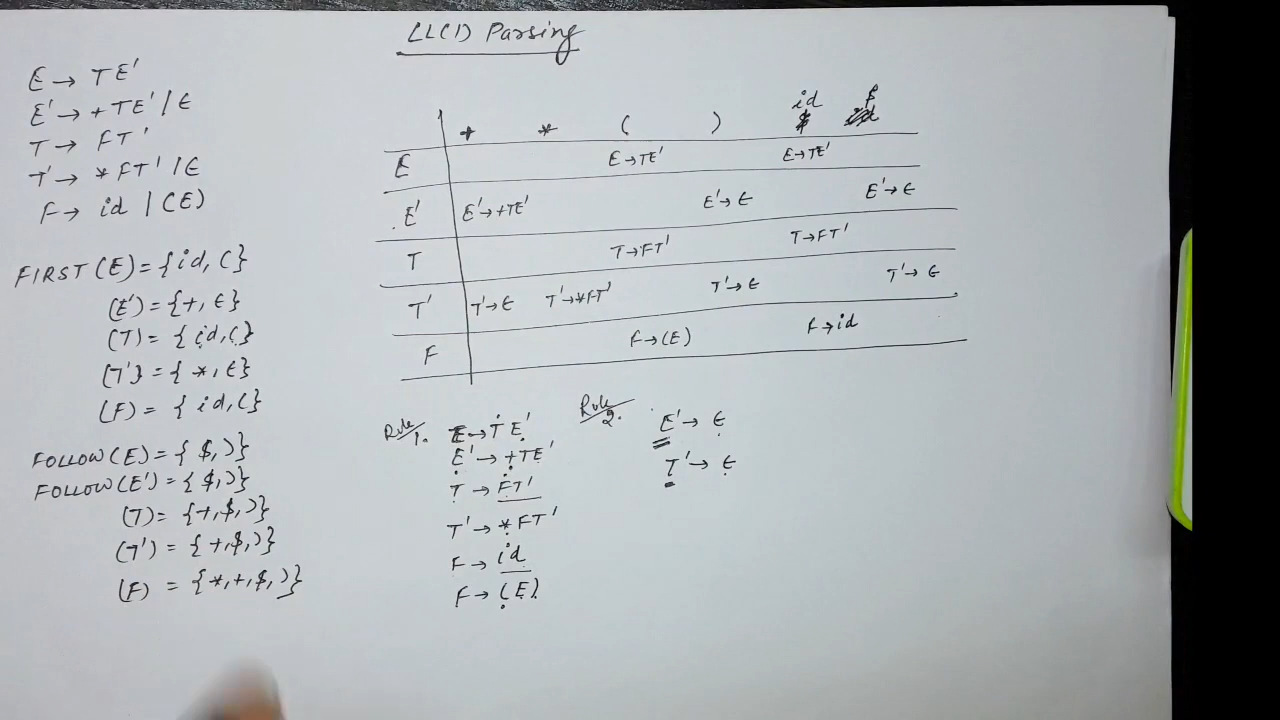 LL(1) Parsing
E → TE'
E' → +TE' / ε
T → FT'
T' → *FT' / ε
F → id / (E)
FIRST(E) = {id, (}
(E') = {+, ε}
(T) = {id, (}
(T') = {*, ε}
(F) = {id, (}
FOLLOW(E) = {$, )}
FOLLOW(E') = {$, )}
(T) = {+, $, )}
(T') = {+, $, )}
(F) = {*, +, $, )}
+ * ( ) id $
E E→TE' E→TE'
E' E'→+TE' E'→ε E'→ε
T T→FT' T→FT'
T' T'→ε T'→*FT' T'→ε T'→ε
F F→(E) F→id
Rule 1. E→TE'
E'→+TE'
T→FT'
T'→*FT'
F→id
F→(E)
Rule 2. E'→ε
T'→ε